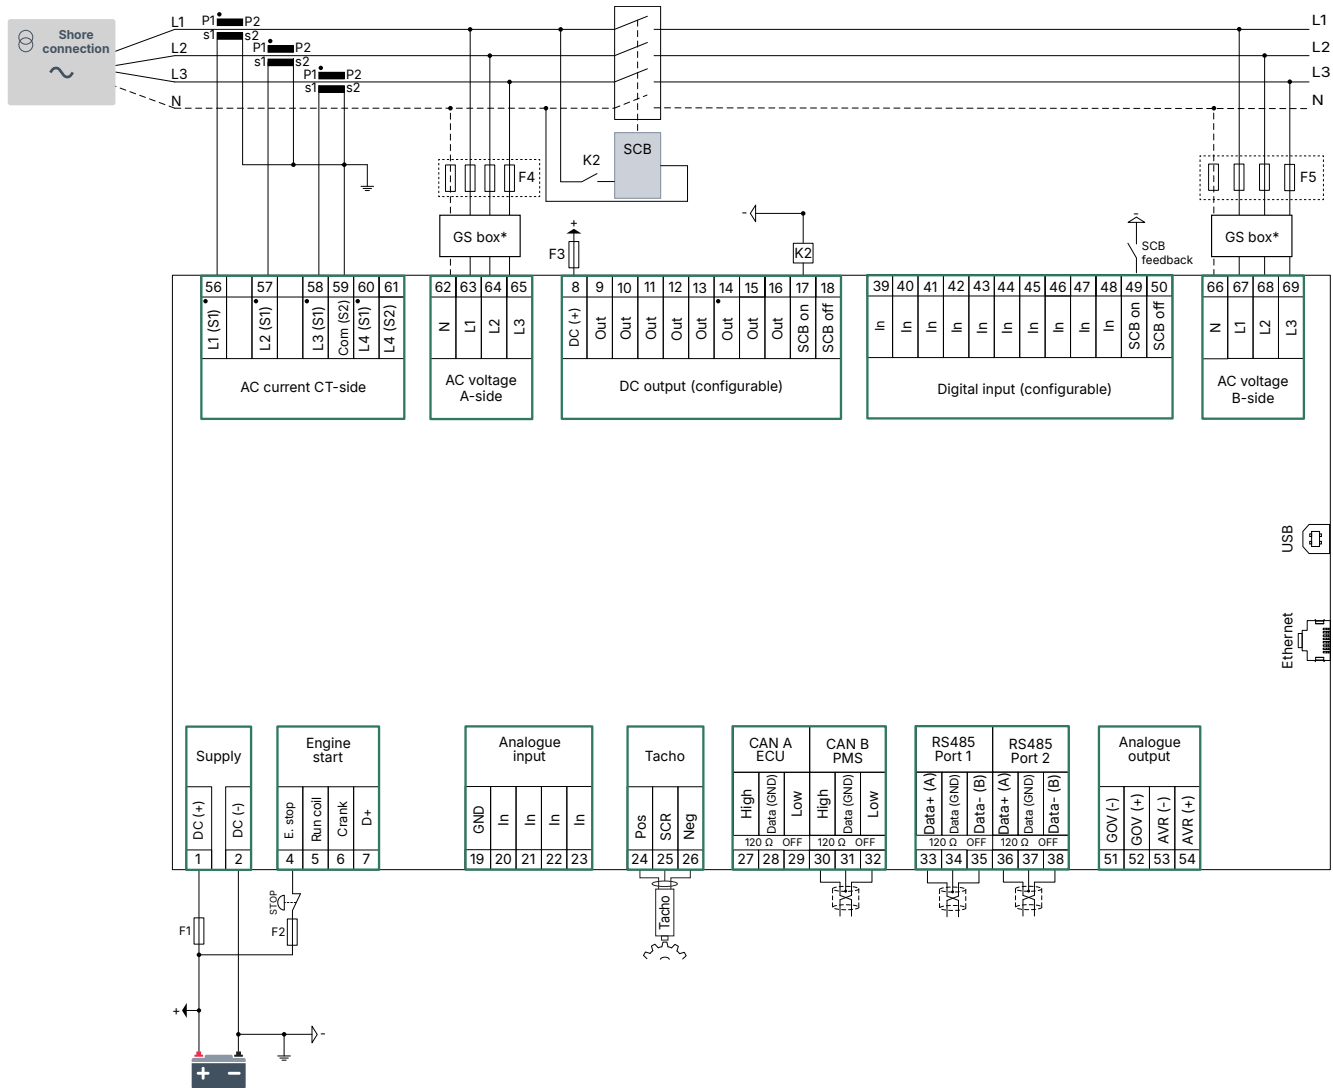 Shore
connection
L1
L2
L3
N
P1 P2
s1 s2
P1 P2
s1 s2
P1 P2
s1 s2
L1
L2
L3
N
SCB
K2
F4
F5
GS box*
GS box*
F3
+
-
K2
-
SCB
feedback
56 57 58 59 60 61
L1 (S1)
L2 (S1)
L3 (S1)
Com (S2)
L4 (S1)
L4 (S2)
AC current CT-side
62 63 64 65
N
L1
L2
L3
AC voltage
A-side
8 9 10 11 12 13 14 15 16 17 18
DC (+)
Out
Out
Out
Out
Out
Out
Out
Out
SCB on
SCB off
DC output (configurable)
39 40 41 42 43 44 45 46 47 48 49 50
In
In
In
In
In
In
In
In
In
In
SCB on
SCB off
Digital input (configurable)
66 67 68 69
N
L1
L2
L3
AC voltage
B-side
USB
Ethernet
Supply
DC (+)
DC (-)
1 2
Engine
start
E. stop
Run coil
Crank
D+
4 5 6 7
Analogue
input
GND
In
In
In
In
19 20 21 22 23
Tacho
Pos
SCR
Neg
24 25 26
CAN A
ECU
High
Data (GND)
Low
120 Ω OFF
27 28 29
CAN B
PMS
High
Data (GND)
Low
120 Ω OFF
30 31 32
RS485
Port 1
Data+ (A)
Data (GND)
Data- (B)
120 Ω OFF
33 34 35
RS485
Port 2
Data+ (A)
Data (GND)
Data- (B)
120 Ω OFF
36 37 38
Analogue
output
GOV (-)
GOV (+)
AVR (-)
AVR (+)
51 52 53 54
STOP
F1
F2
Tacho
+
-
+ −